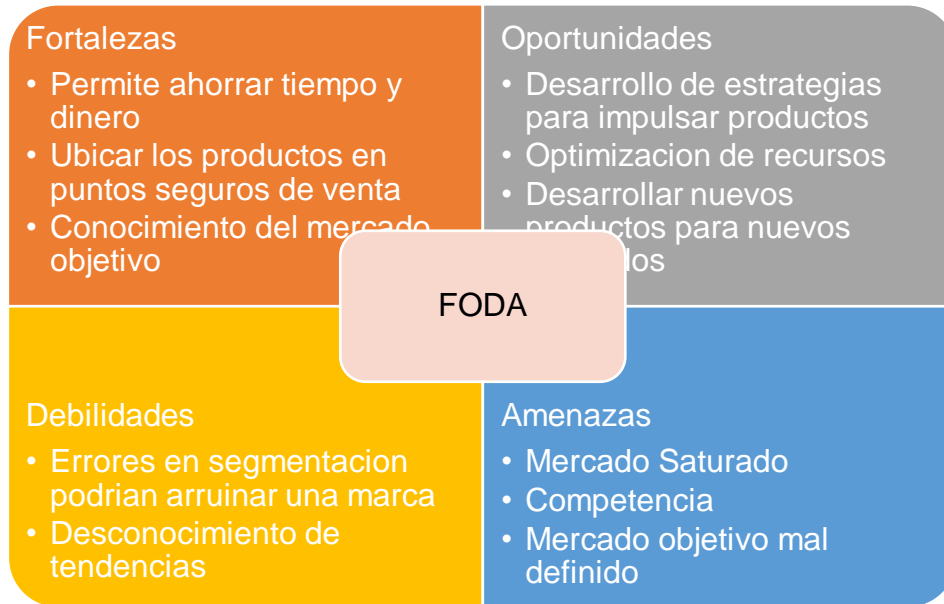 Fortalezas
• Permite ahorrar tiempo y
dinero
• Ubicar los productos en
puntos seguros de venta
• Conocimiento del mercado
objetivo
Oportunidades
• Desarrollo de estrategias
para impulsar productos
• Optimizacion de recursos
• Desarrollar nuevos
productos para nuevos
FODA
Debilidades
• Errores en segmentacion
podrian arruinar una marca
• Desconocimiento de
tendencias
Amenazas
• Mercado Saturado
• Competencia
• Mercado objetivo mal
definido